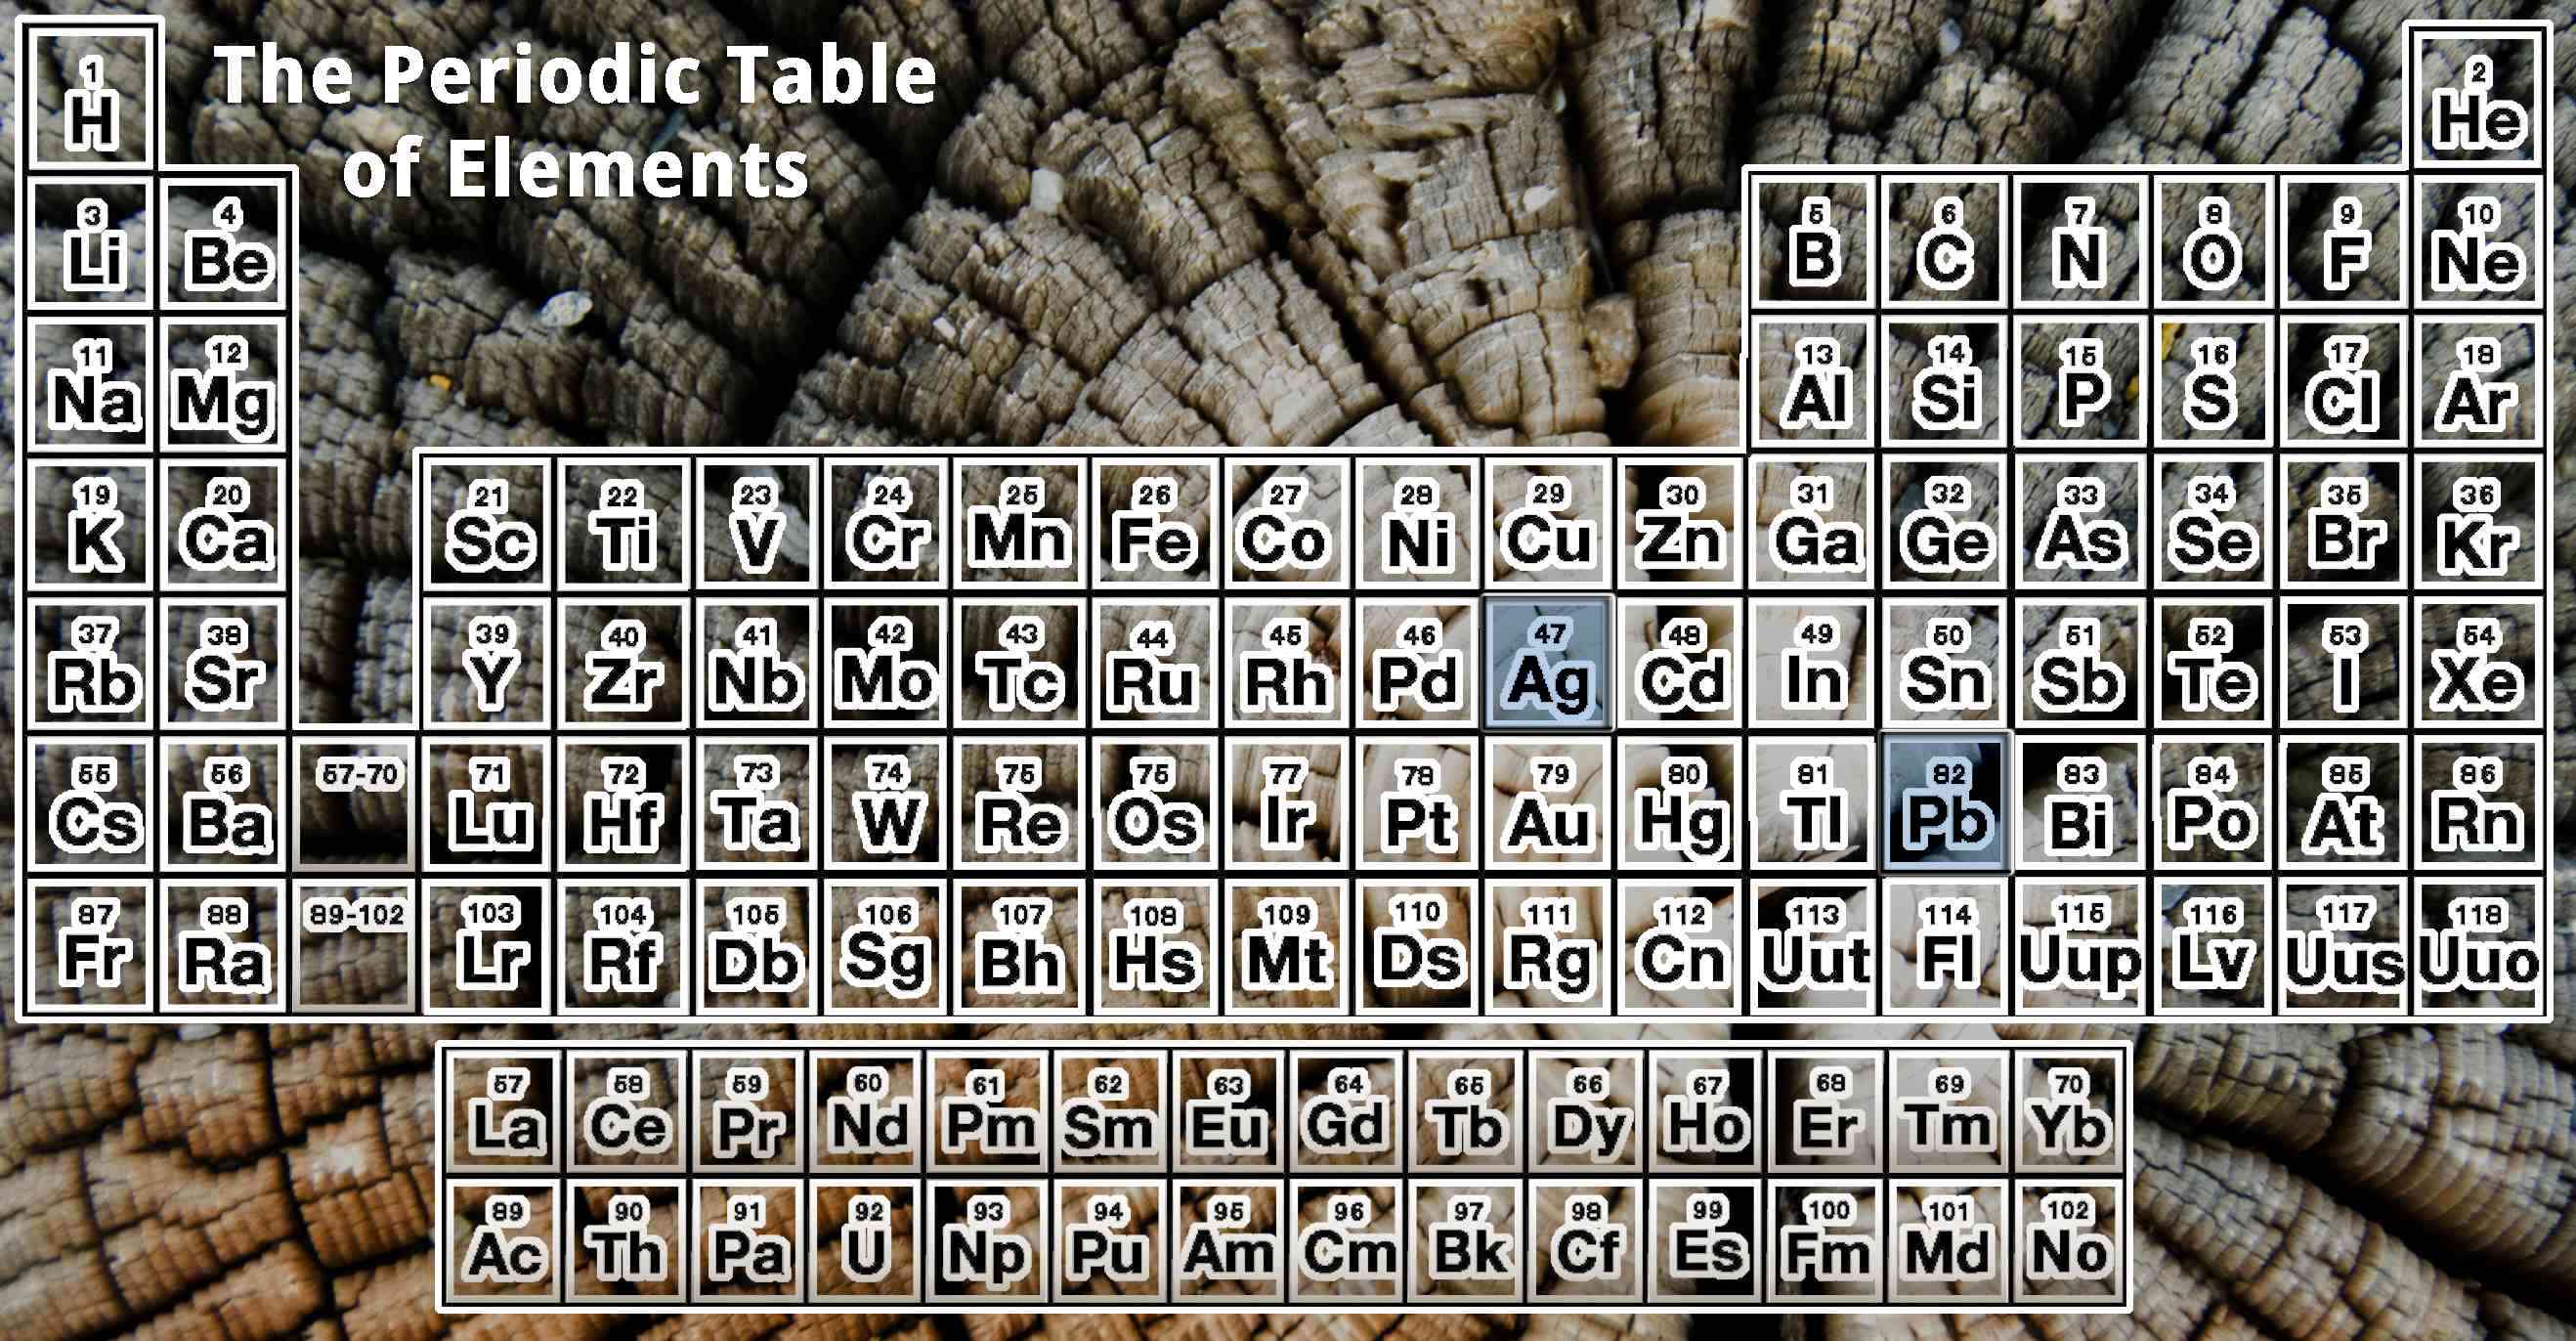 The Periodic Table
of Elements
1
H
2
He
3
Li
4
Be
5
B
6
C
7
N
8
O
9
F
10
Ne
11
Na
12
Mg
13
Al
14
Si
15
P
16
S
17
Cl
18
Ar
19
K
20
Ca
21
Sc
22
Ti
23
V
24
Cr
25
Mn
26
Fe
27
Co
28
Ni
29
Cu
30
Zn
31
Ga
32
Ge
33
As
34
Se
35
Br
36
Kr
37
Rb
38
Sr
39
Y
40
Zr
41
Nb
42
Mo
43
Tc
44
Ru
45
Rh
46
Pd
47
Ag
48
Cd
49
In
50
Sn
51
Sb
52
Te
53
I
54
Xe
55
Cs
56
Ba
57-70
71
Lu
72
Hf
73
Ta
74
W
75
Re
75
Os
77
Ir
78
Pt
79
Au
80
Hg
81
Tl
82
Pb
83
Bi
84
Po
85
At
86
Rn
87
Fr
88
Ra
89-102
103
Lr
104
Rf
105
Db
106
Sg
107
Bh
108
Hs
109
Mt
110
Ds
111
Rg
112
Cn
113
Uut
114
Fl
115
Uup
116
Lv
117
Uus
118
Uuo
57
La
58
Ce
59
Pr
60
Nd
61
Pm
62
Sm
63
Eu
64
Gd
65
Tb
66
Dy
67
Ho
68
Er
69
Tm
70
Yb
89
Ac
90
Th
91
Pa
92
U
93
Np
94
Pu
95
Am
96
Cm
97
Bk
98
Cf
99
Es
100
Fm
101
Md
102
No